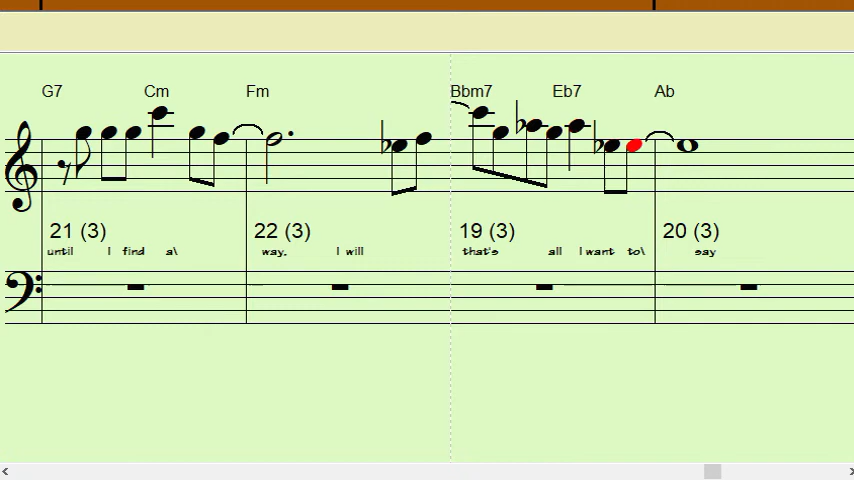 G7 Cm Fm Bbm7 Eb7 Ab
21 (3) 22 (3) 19 (3) 20 (3)
until I find a\ way. I will that's all I want to\ say